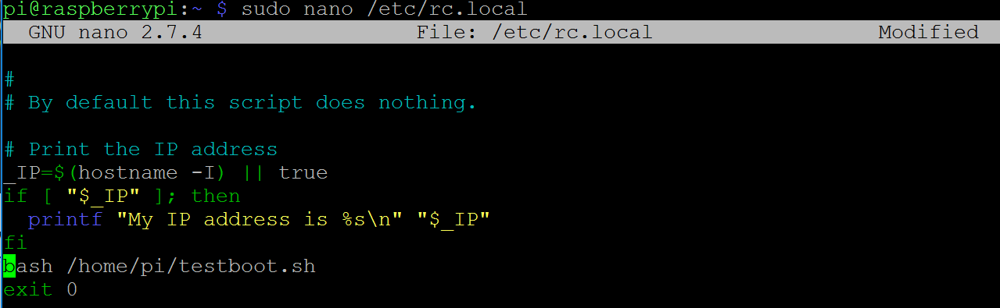 pi@raspberrypi:~ $ sudo nano /etc/rc.local
GNU nano 2.7.4 File: /etc/rc.local Modified
#
# By default this script does nothing.
# Print the IP address
_IP=$(hostname -I) || true
if [ "$_IP" ]; then
  printf "My IP address is %s\n" "$_IP"
fi
bash /home/pi/testboot.sh
exit 0